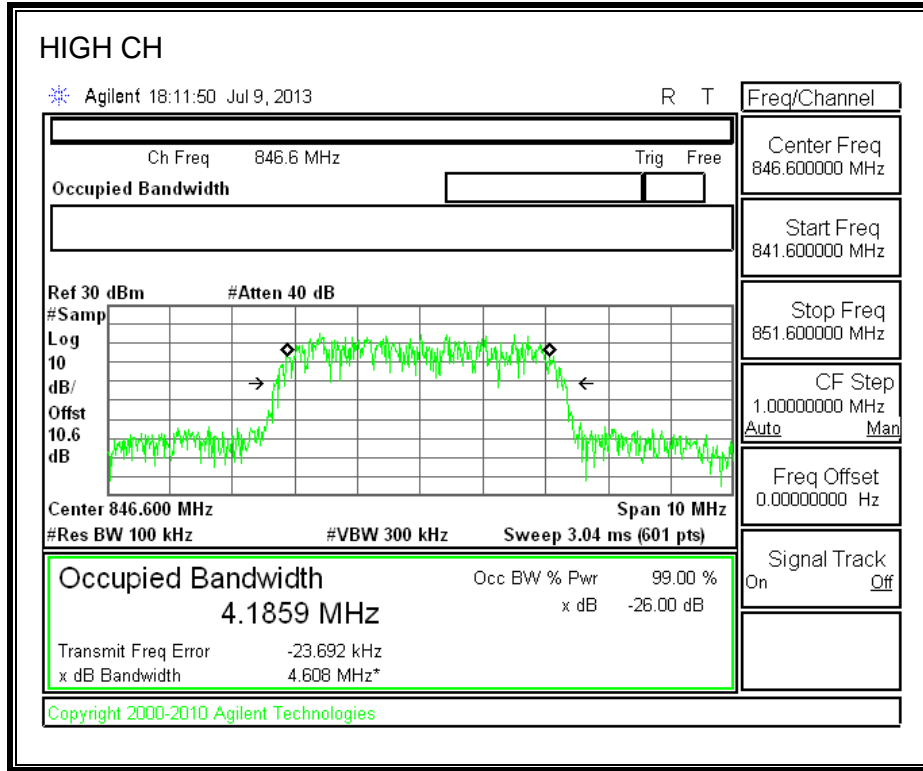 HIGH CH
Agilent 18:11:50 Jul 9, 2013 R T
Ch Freq 846.6 MHz Trig Free
Occupied Bandwidth
Ref 30 dBm #Atten 40 dB
#Samp
Log
10
dB/
Offst
10.6
dB
Center 846.600 MHz Span 10 MHz
#Res BW 100 kHz #VBW 300 kHz Sweep 3.04 ms (601 pts)
Occupied Bandwidth Occ BW % Pwr 99.00 %
4.1859 MHz x dB -26.00 dB
Transmit Freq Error -23.692 kHz
x dB Bandwidth 4.608 MHz*
Copyright 2000-2010 Agilent Technologies
Freq/Channel
Center Freq
846.600000 MHz
Start Freq
841.600000 MHz
Stop Freq
851.600000 MHz
CF Step
1.00000000 MHz
Auto Man
Freq Offset
0.00000000 Hz
Signal Track
On Off